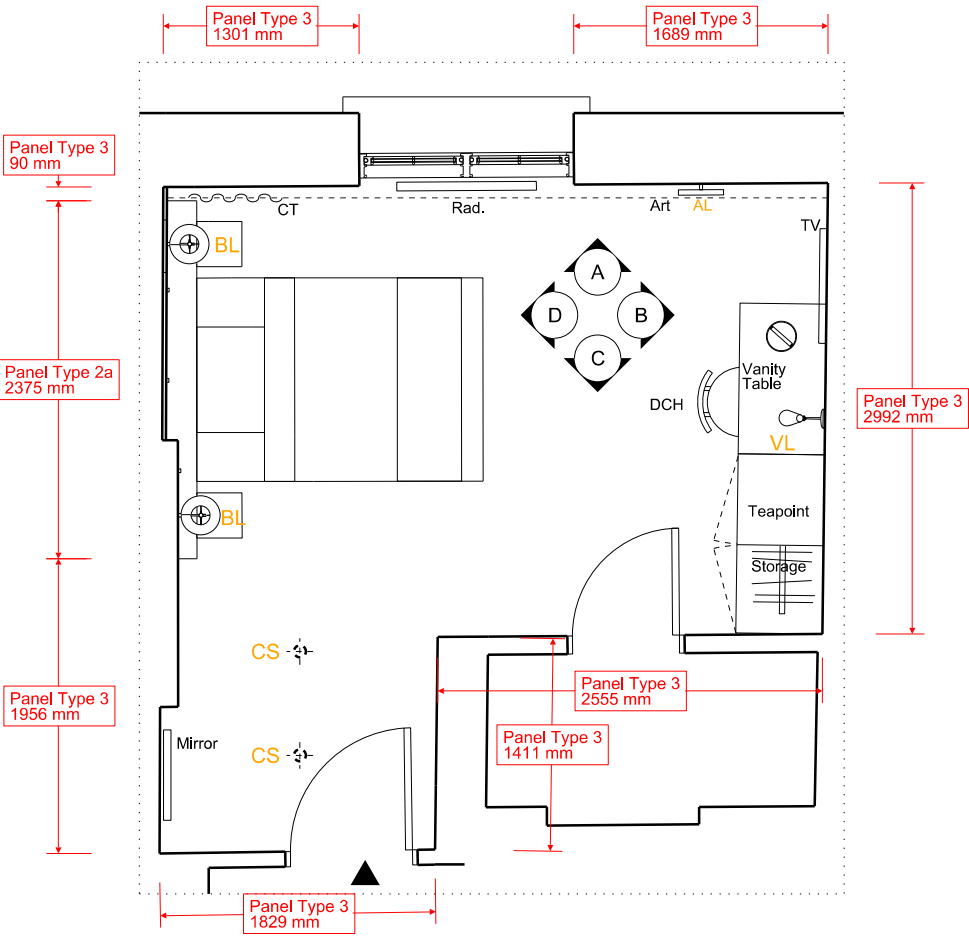 Panel Type 3
1301 mm
Panel Type 3
1689 mm
Panel Type 3
90 mm
CT
Rad.
Art
AL
TV
BL
A
D
B
C
Panel Type 2a
2375 mm
Vanity
Table
DCH
Panel Type 3
2992 mm
VL
BL
Teapoint
Storage
CS
Panel Type 3
2555 mm
Panel Type 3
1956 mm
Mirror
CS
Panel Type 3
1411 mm
Panel Type 3
1829 mm